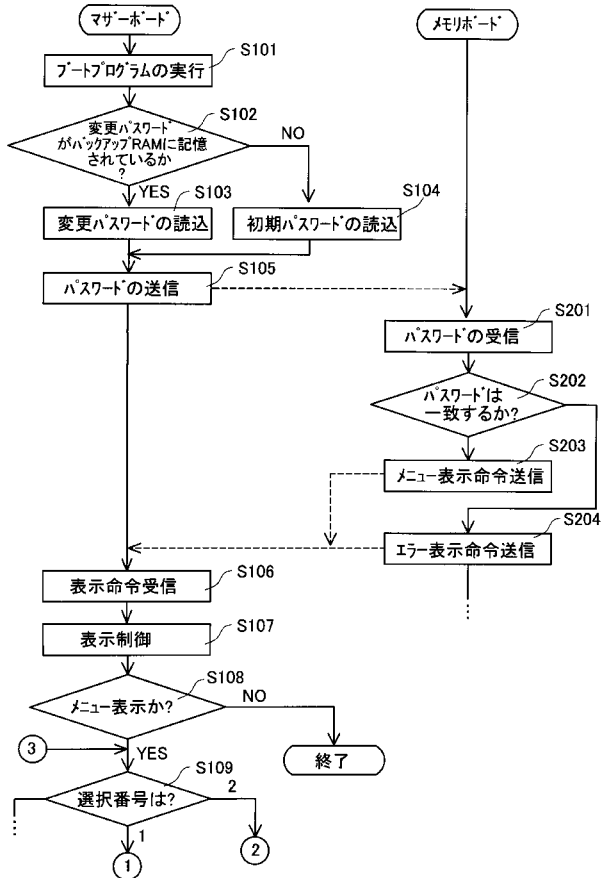 マザーボード
メモリボード
S101
ブートプログラムの実行
S102
変更パスワード
がバックアップRAMに記憶
されているか
?
NO
YES
S103
S104
変更パスワードの読込
初期パスワードの読込
S105
パスワードの送信
S201
パスワードの受信
S202
パスワードは
一致するか?
S203
メニュー表示命令送信
S204
エラー表示命令送信
S106
表示命令受信
S107
表示制御
S108
メニュー表示か?
NO
3
YES
終了
S109
選択番号は?
2
1
2
1